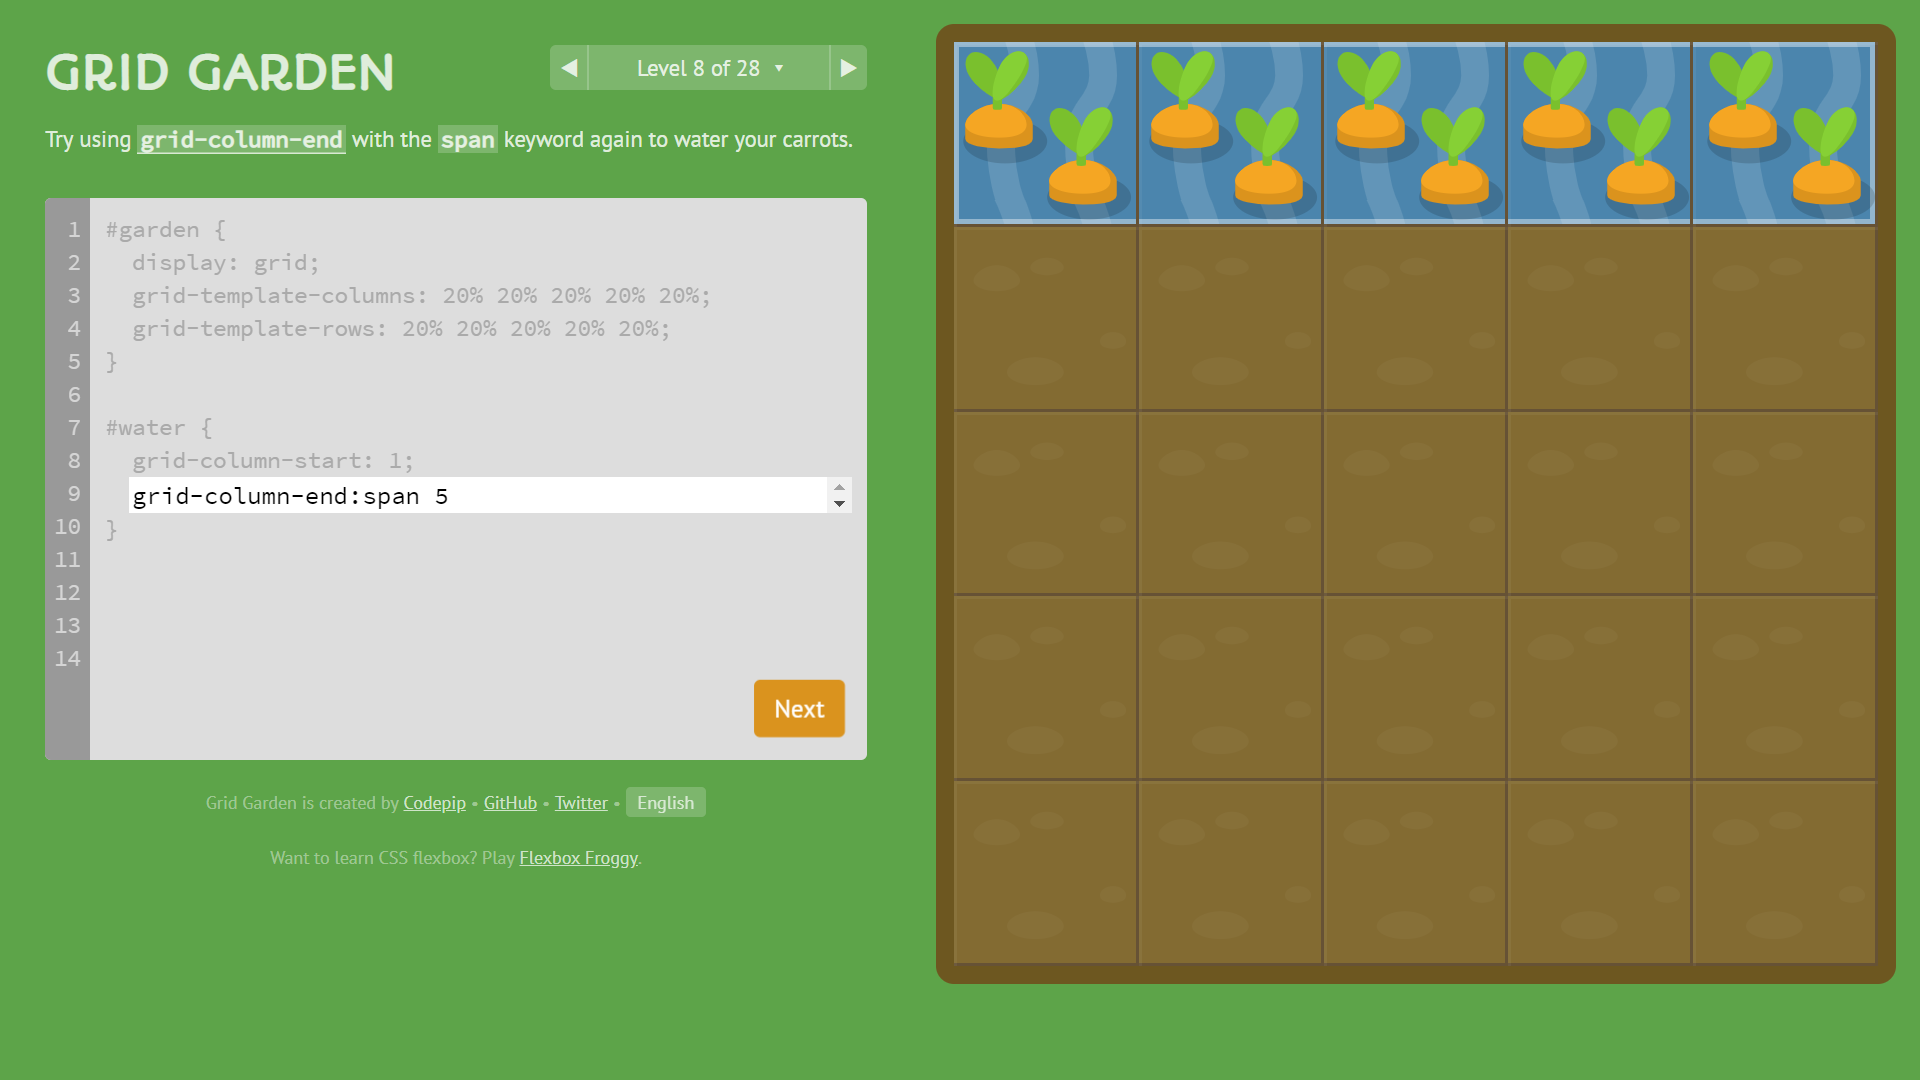 GRID GARDEN
◀ Level 8 of 28 ▾ ▶
Try using grid-column-end with the span keyword again to water your carrots.
1 #garden {
2 display: grid;
3 grid-template-columns: 20% 20% 20% 20% 20%;
4 grid-template-rows: 20% 20% 20% 20% 20%;
5 }
6
7 #water {
8 grid-column-start: 1;
9 grid-column-end:span 5
10 }
11
12
13
14
Next
Grid Garden is created by Codepip • GitHub • Twitter • English
Want to learn CSS flexbox? Play Flexbox Froggy.